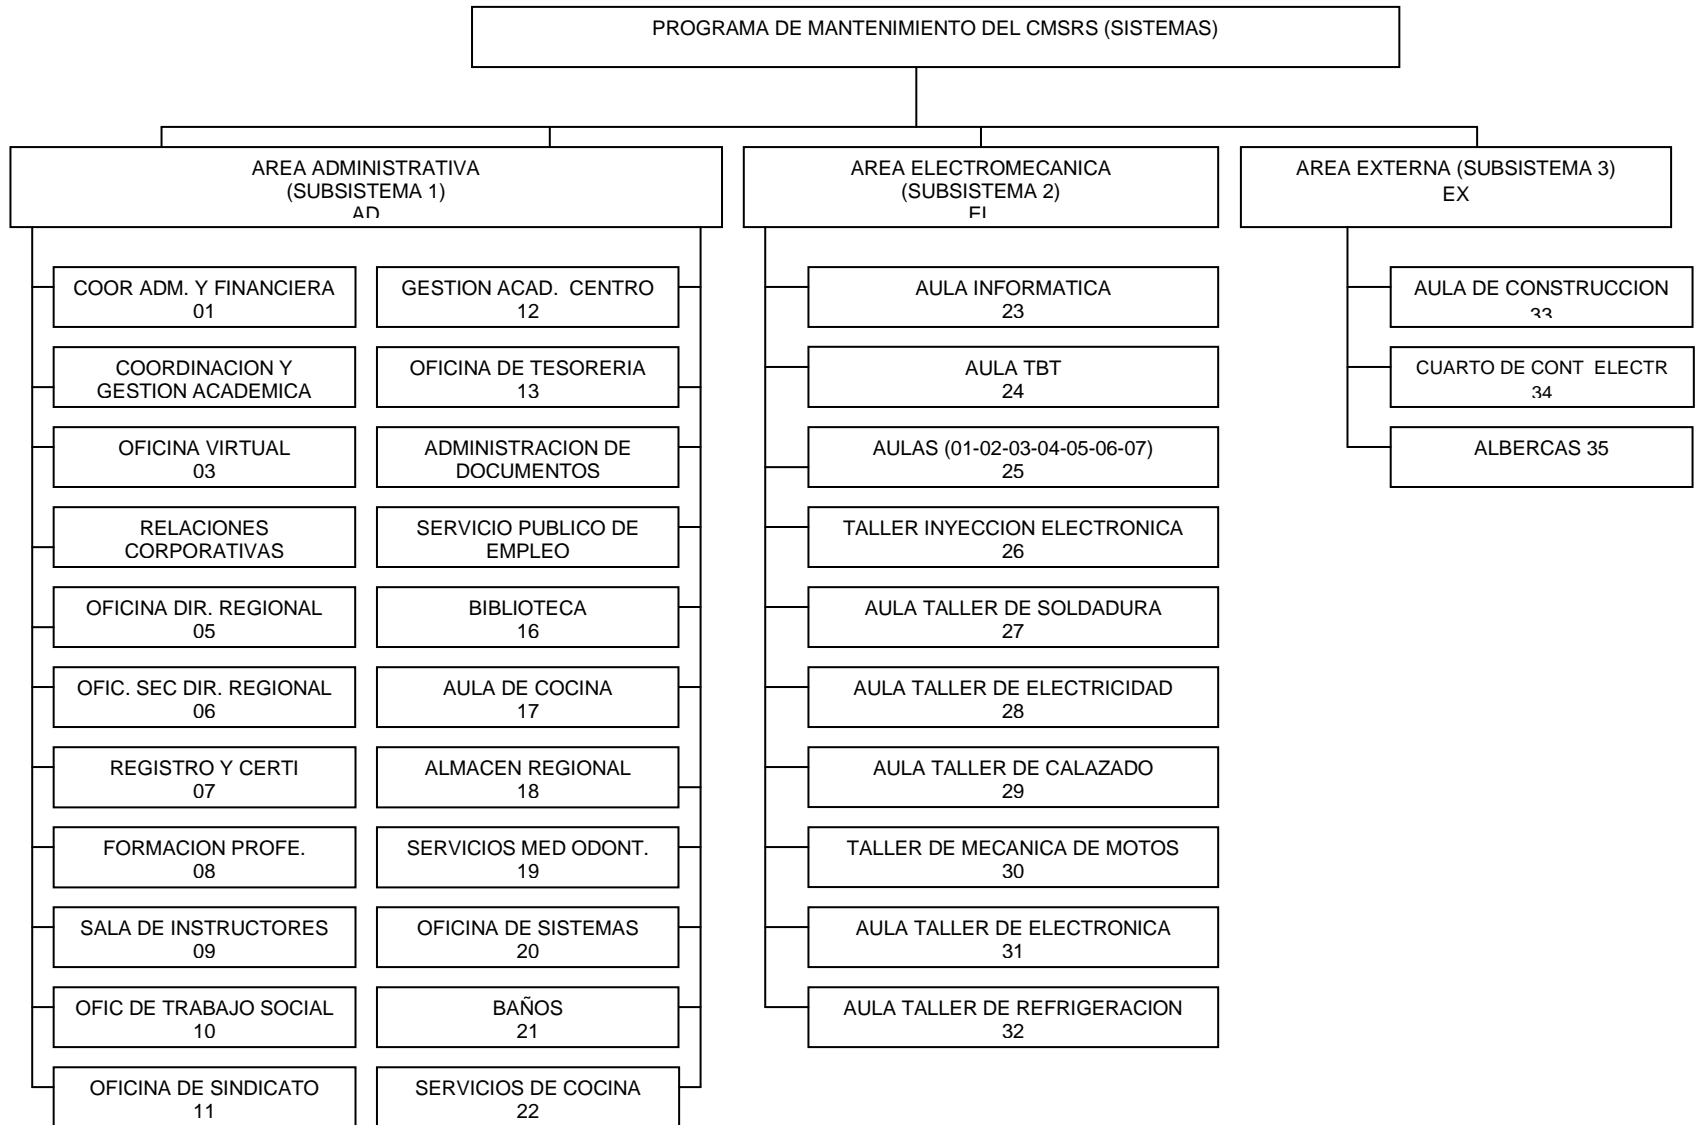 PROGRAMA DE MANTENIMIENTO DEL CMSRS (SISTEMAS)
AREA ADMINISTRATIVA
(SUBSISTEMA 1)
AD
COOR ADM. Y FINANCIERA
01
COORDINACION Y
GESTION ACADEMICA
OFICINA VIRTUAL
03
RELACIONES
CORPORATIVAS
OFICINA DIR. REGIONAL
05
OFIC. SEC DIR. REGIONAL
06
REGISTRO Y CERTI
07
FORMACION PROFE.
08
SALA DE INSTRUCTORES
09
OFIC DE TRABAJO SOCIAL
10
OFICINA DE SINDICATO
11
GESTION ACAD. CENTRO
12
OFICINA DE TESORERIA
13
ADMINISTRACION DE
DOCUMENTOS
SERVICIO PUBLICO DE
EMPLEO
BIBLIOTECA
16
AULA DE COCINA
17
ALMACEN REGIONAL
18
SERVICIOS MED ODONT.
19
OFICINA DE SISTEMAS
20
BAÑOS
21
SERVICIOS DE COCINA
22
AREA ELECTROMECANICA
(SUBSISTEMA 2)
AULA INFORMATICA
23
AULA TBT
24
AULAS (01-02-03-04-05-06-07)
25
TALLER INYECCION ELECTRONICA
26
AULA TALLER DE SOLDADURA
27
AULA TALLER DE ELECTRICIDAD
28
AULA TALLER DE CALAZADO
29
TALLER DE MECANICA DE MOTOS
30
AULA TALLER DE ELECTRONICA
31
AULA TALLER DE REFRIGERACION
32
AREA EXTERNA (SUBSISTEMA 3)
EX
AULA DE CONSTRUCCION
33
CUARTO DE CONT ELECTR
34
ALBERCAS 35